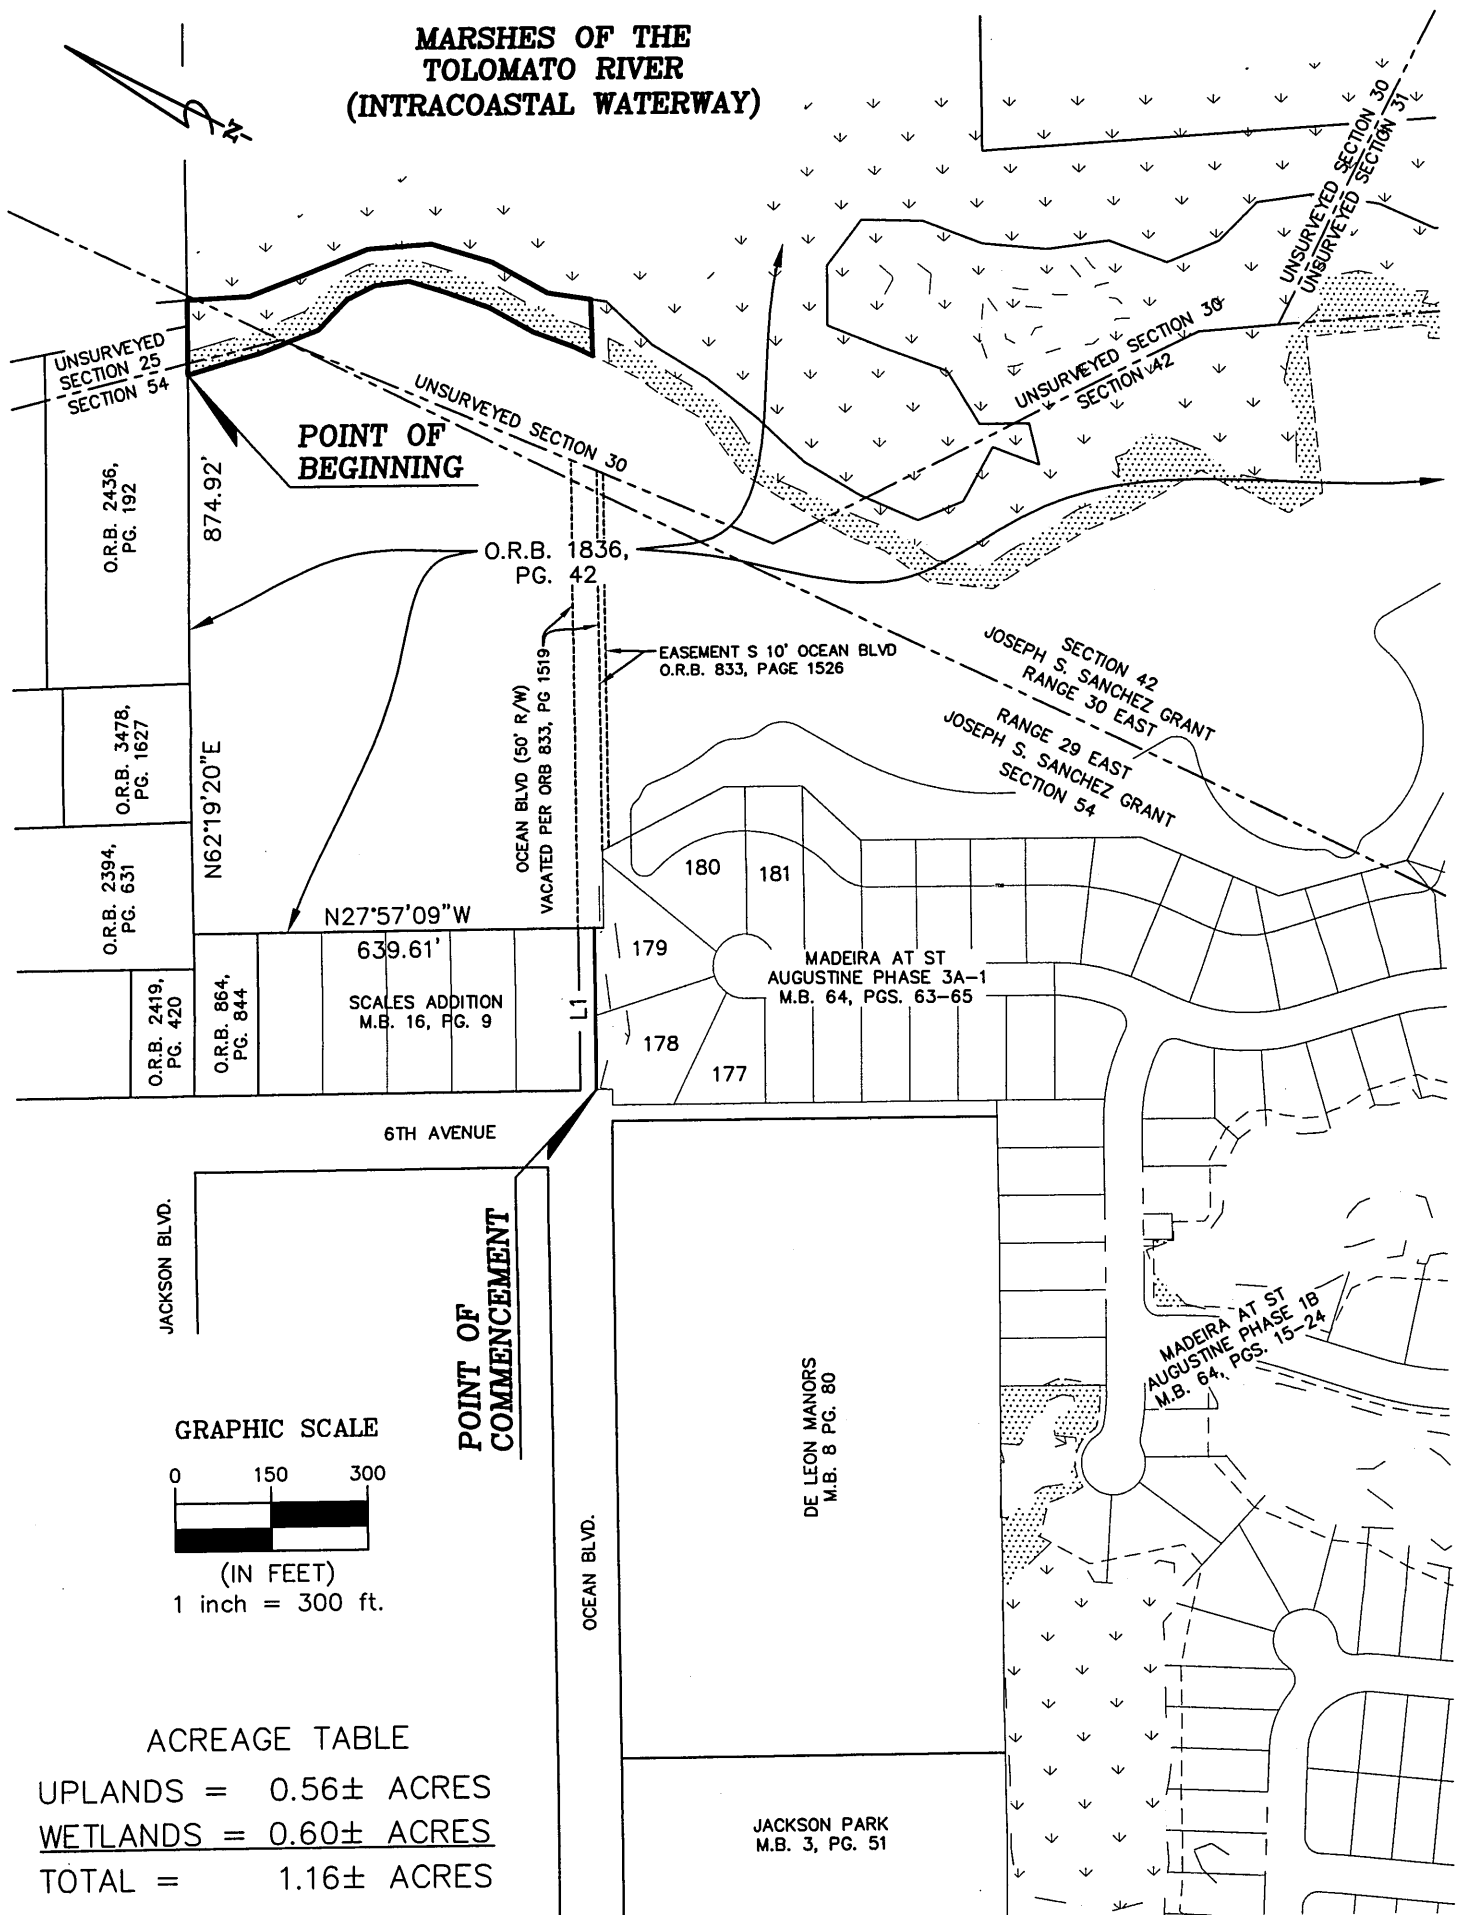 MARSHES OF THE
TOLOMATO RIVER
(INTRACOASTAL WATERWAY)
N
UNSURVEYED SECTION 30
UNSURVEYED SECTION 31
UNSURVEYED
SECTION 25
SECTION 54
UNSURVEYED SECTION 30
UNSURVEYED SECTION 30
SECTION 42
POINT OF
BEGINNING
O.R.B. 2436,
PG. 192
874.92'
O.R.B. 1836,
PG. 42
EASEMENT S 10' OCEAN BLVD
O.R.B. 833, PAGE 1526
OCEAN BLVD (50' R/W)
VACATED PER ORB 833, PG 1519
SECTION 42
JOSEPH S. SANCHEZ GRANT
RANGE 30 EAST
RANGE 29 EAST
JOSEPH S. SANCHEZ GRANT
SECTION 54
O.R.B. 3478,
PG. 1627
N62°19'20"E
O.R.B. 2394,
PG. 631
180
181
N27°57'09"W
639.61'
179
MADEIRA AT ST
AUGUSTINE PHASE 3A-1
M.B. 64, PGS. 63-65
O.R.B. 2419,
PG. 420
O.R.B. 864,
PG. 844
SCALES ADDITION
M.B. 16, PG. 9
L1
178
177
6TH AVENUE
JACKSON BLVD.
POINT OF
COMMENCEMENT
MADEIRA AT ST
AUGUSTINE PHASE 1B
M.B. 64, PGS. 15-24
DE LEON MANORS
M.B. 8 PG. 80
GRAPHIC SCALE
0 150 300
(IN FEET)
1 inch = 300 ft.
OCEAN BLVD.
ACREAGE TABLE
UPLANDS = 0.56± ACRES
WETLANDS = 0.60± ACRES
TOTAL = 1.16± ACRES
JACKSON PARK
M.B. 3, PG. 51